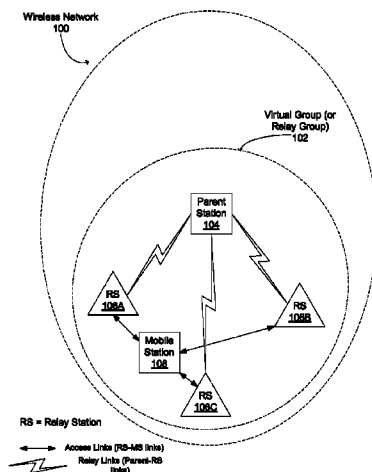 Wireless Network
100
Virtual Group (or
Relay Group)
102
Parent
Station
104
RS
106A
RS
106B
Mobile
Station
108
RS
106C
RS = Relay Station
Access Links (RS-MS links)
Relay Links (Parent-RS
links)